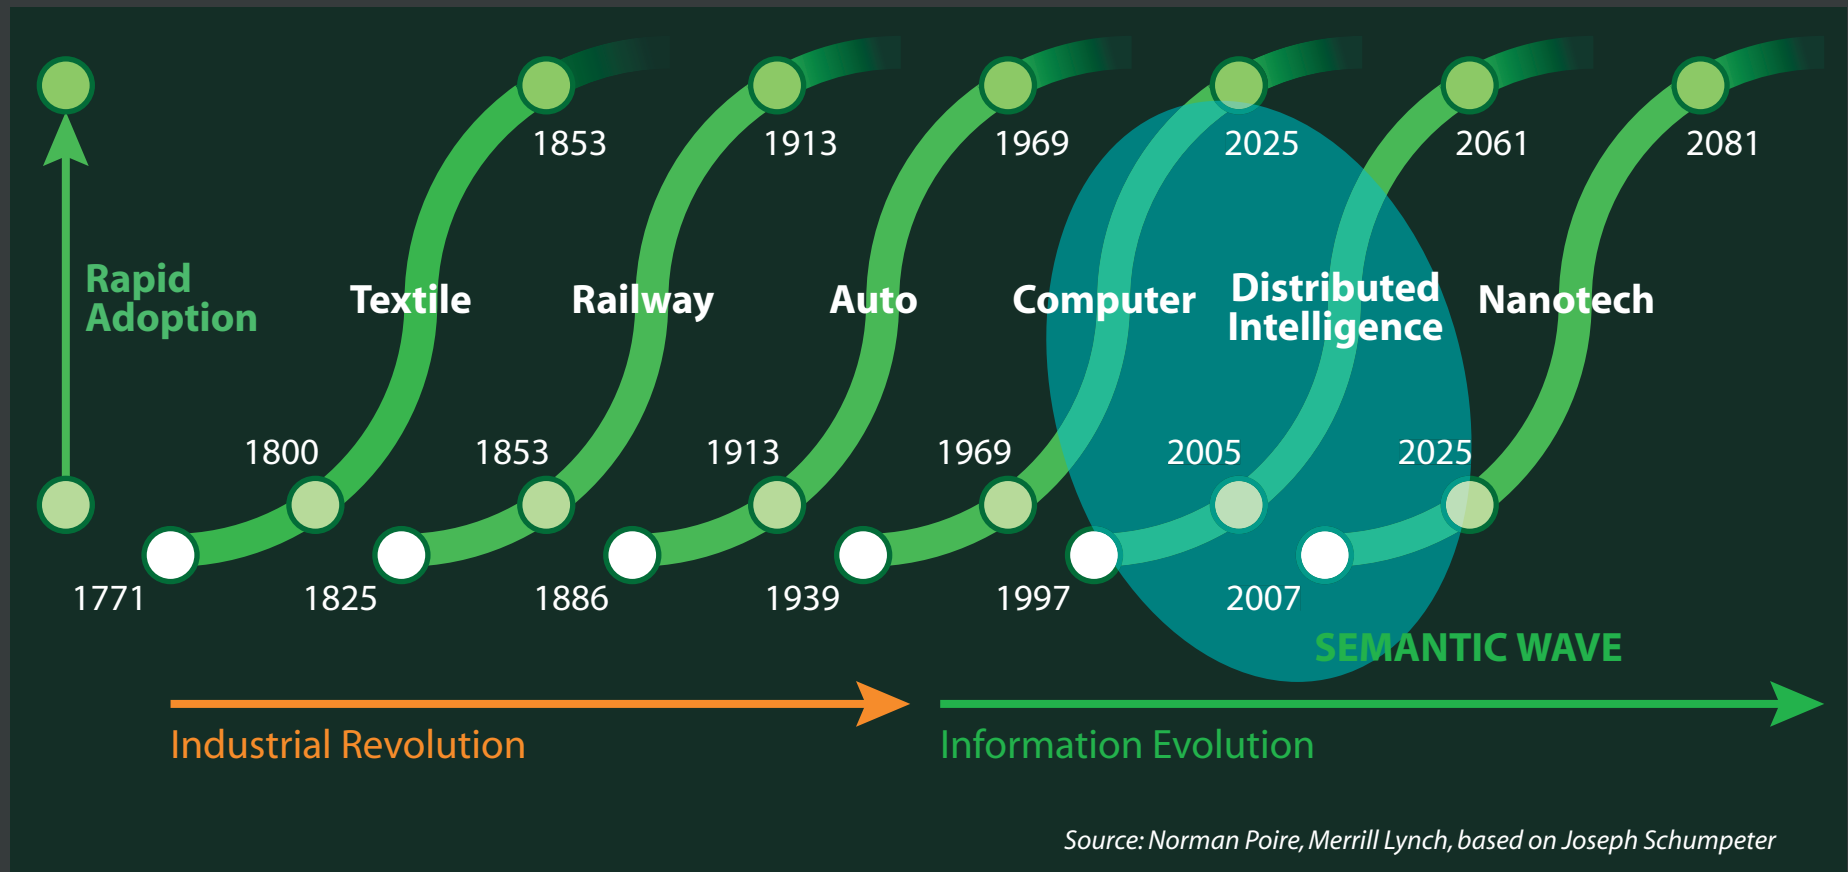 1853
1913
1969
2025
2061
2081
Rapid
Adoption
Textile
Railway
Auto
Computer
Distributed
Intelligence
Nanotech
1800
1853
1913
1969
2005
2025
1771
1825
1886
1939
1997
2007
SEMANTIC WAVE
Industrial Revolution
Information Evolution
Source: Norman Poire, Merrill Lynch, based on Joseph Schumpeter